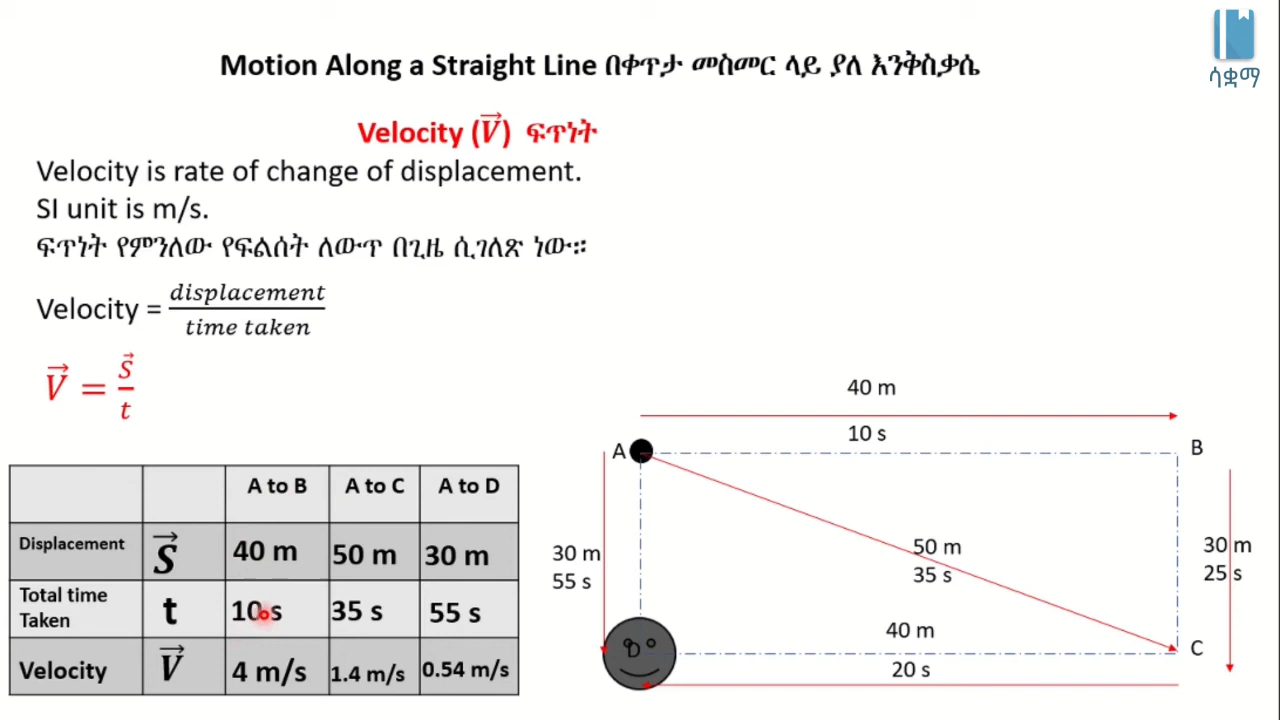 ሳቋማ
Motion Along a Straight Line በቀጥታ መስመር ላይ ያለ እንቅስቃሴ
Velocity (V⃗) ፍጥነት
Velocity is rate of change of displacement.
SI unit is m/s.
ፍጥነት የምንለው የፍልሰት ለውጥ በጊዜ ሲገለጽ ነው።
Velocity = displacement / time taken
V⃗ = s⃗ / t
A to B A to C A to D
Displacement S⃗ 40 m 50 m 30 m
Total time Taken t 10 s 35 s 55 s
Velocity V⃗ 4 m/s 1.4 m/s 0.54 m/s
40 m
10 s
A
B
30 m
55 s
50 m
35 s
30 m
25 s
40 m
D
C
20 s